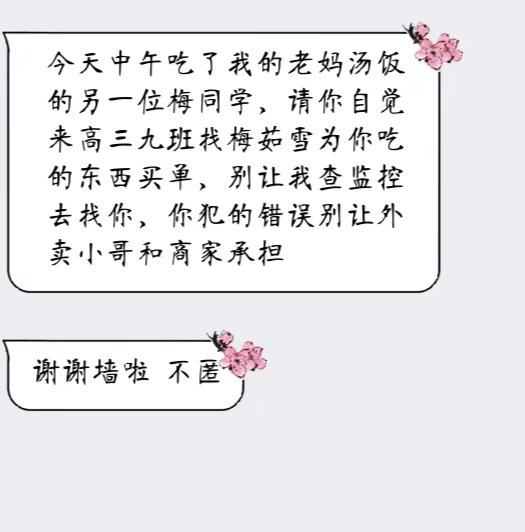 今天中午吃了我的老妈汤饭
的另一位梅同学，请你自觉
来高三九班找梅茹雪为你吃
的东西买单，别让我查监控
去找你，你犯的错误别让外
卖小哥和商家承担
谢谢墙啦 不匿